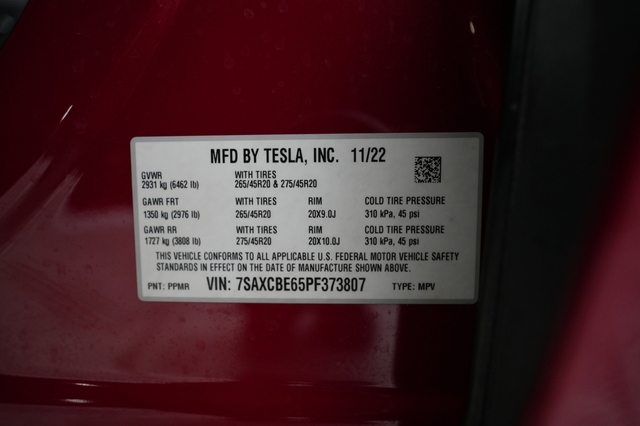 MFD BY TESLA, INC. 11/22
GVWR WITH TIRES
2931 kg (6462 lb) 265/45R20 & 275/45R20
GAWR FRT WITH TIRES RIM COLD TIRE PRESSURE
1350 kg (2976 lb) 265/45R20 20X9.0J 310 kPa, 45 psi
GAWR RR WITH TIRES RIM COLD TIRE PRESSURE
1727 kg (3808 lb) 275/45R20 20X10.0J 310 kPa, 45 psi
THIS VEHICLE CONFORMS TO ALL APPLICABLE U.S. FEDERAL MOTOR VEHICLE SAFETY
STANDARDS IN EFFECT ON THE DATE OF MANUFACTURE SHOWN ABOVE.
PNT: PPMR VIN: 7SAXCBE65PF373807 TYPE: MPV